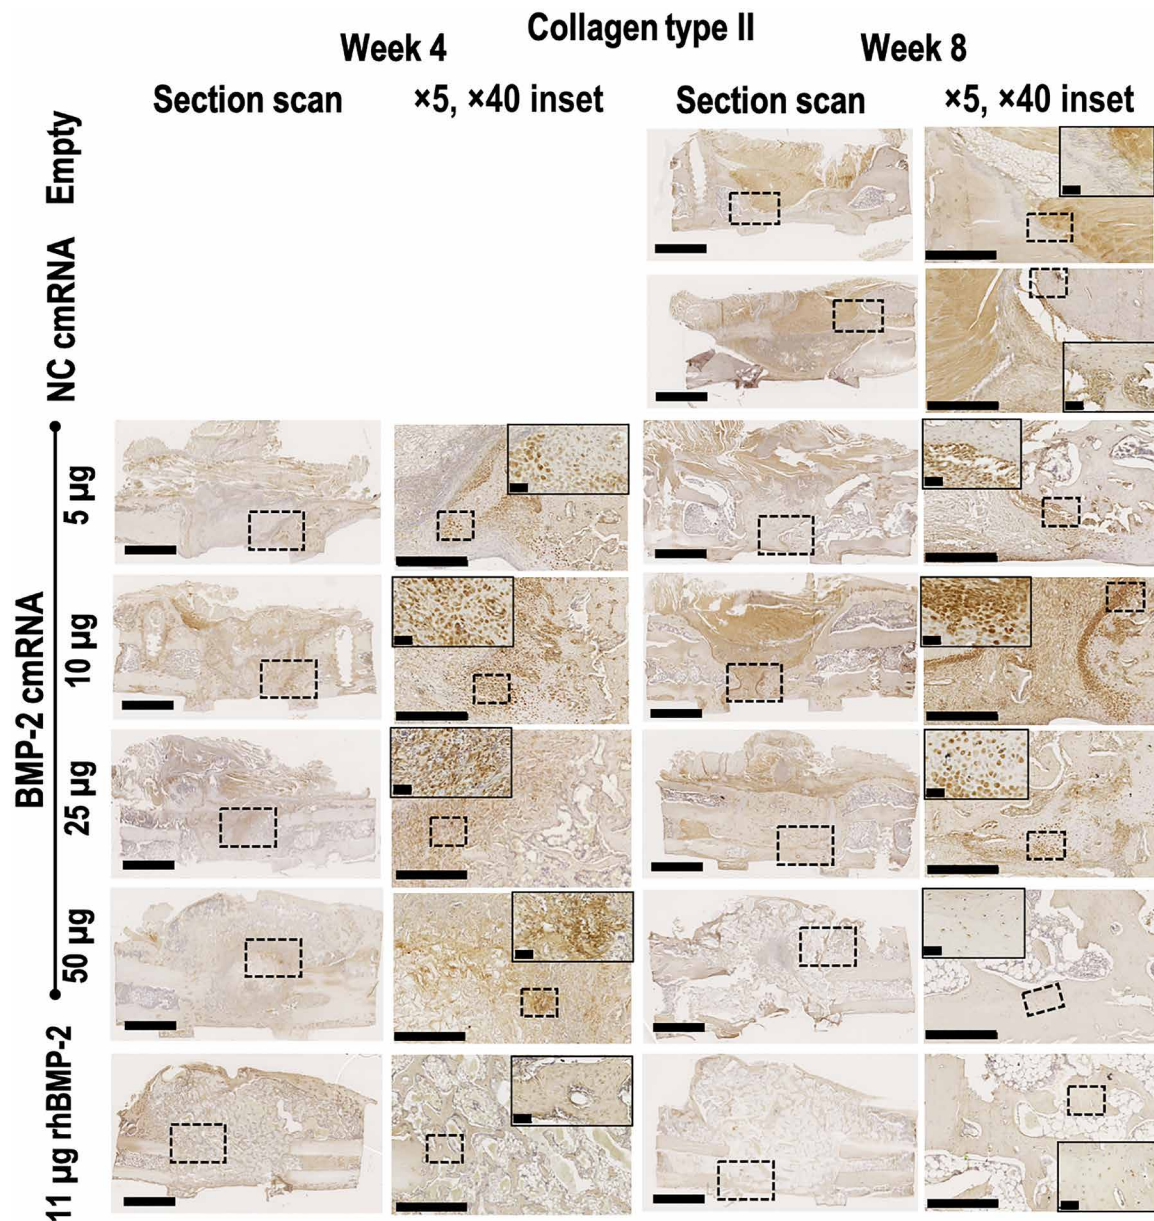 Collagen type II
Week 4
Week 8
Section scan
×5, ×40 inset
Section scan
×5, ×40 inset
Empty
NC cmRNA
BMP-2 cmRNA
5 µg
10 µg
25 µg
50 µg
11 µg rhBMP-2